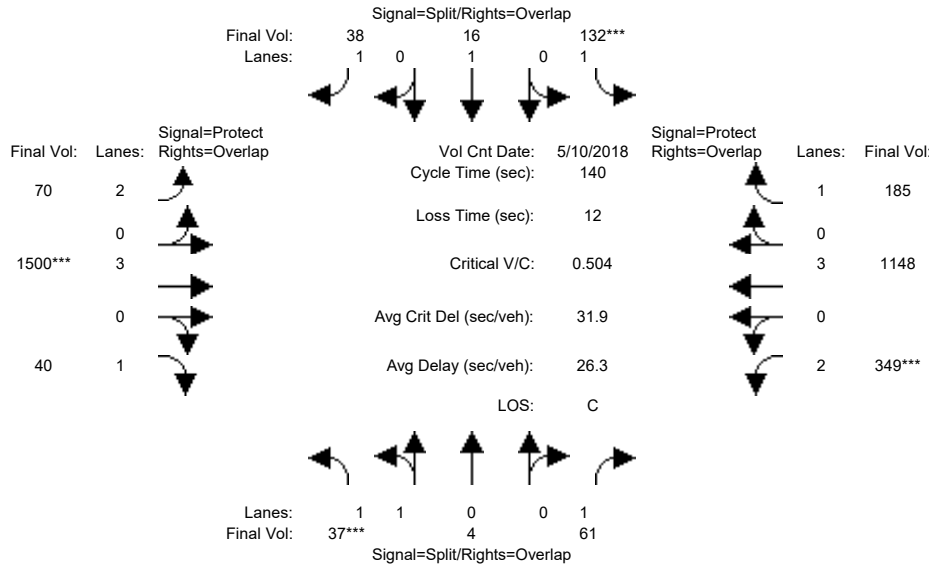 Signal=Split/Rights=Overlap
Final Vol: 38 16 132***
Lanes: 1 0 1 0 1
Signal=Protect Signal=Protect
Final Vol: Lanes: Rights=Overlap Vol Cnt Date: 5/10/2018 Rights=Overlap Lanes: Final Vol:
Cycle Time (sec): 140
70 2 1 185
Loss Time (sec): 12
0 0
1500*** 3 Critical V/C: 0.504 3 1148
0 Avg Crit Del (sec/veh): 31.9 0
40 1 Avg Delay (sec/veh): 26.3 2 349***
LOS: C
Lanes: 1 1 0 0 1
Final Vol: 37*** 4 61
Signal=Split/Rights=Overlap